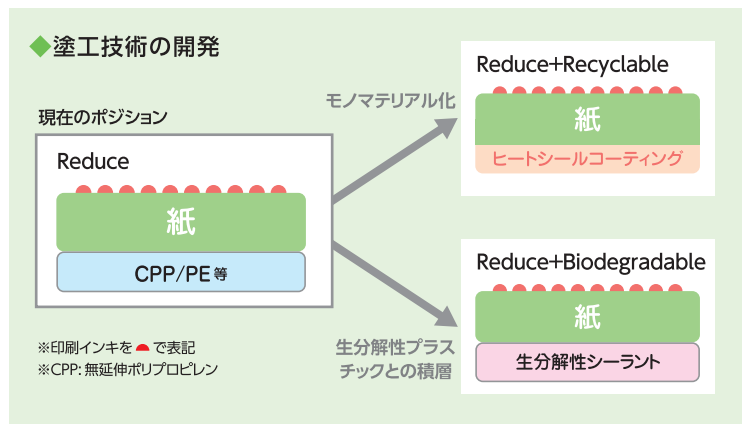 ◆塗工技術の開発
現在のポジション
Reduce
紙
CPP/PE等
※印刷インキを で表記
※CPP: 無延伸ポリプロピレン
モノマテリアル化
Reduce+Recyclable
紙
ヒートシールコーティング
生分解性プラス
チックとの積層
Reduce+Biodegradable
紙
生分解性シーラント